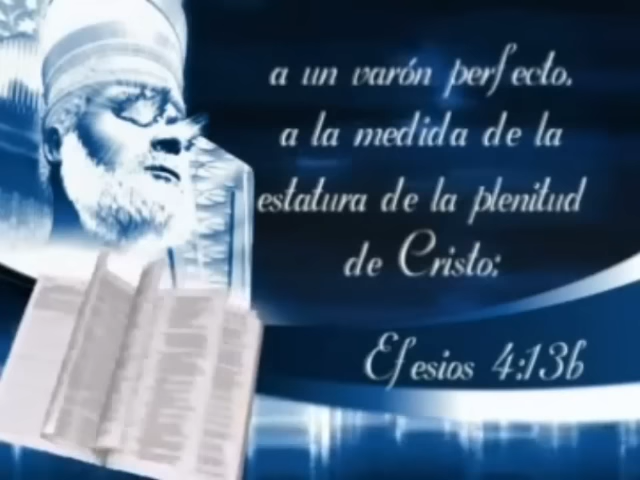 a un varón perfecto,
a la medida de la
estatura de la plenitud
de Cristo;
Efesios 4:13b